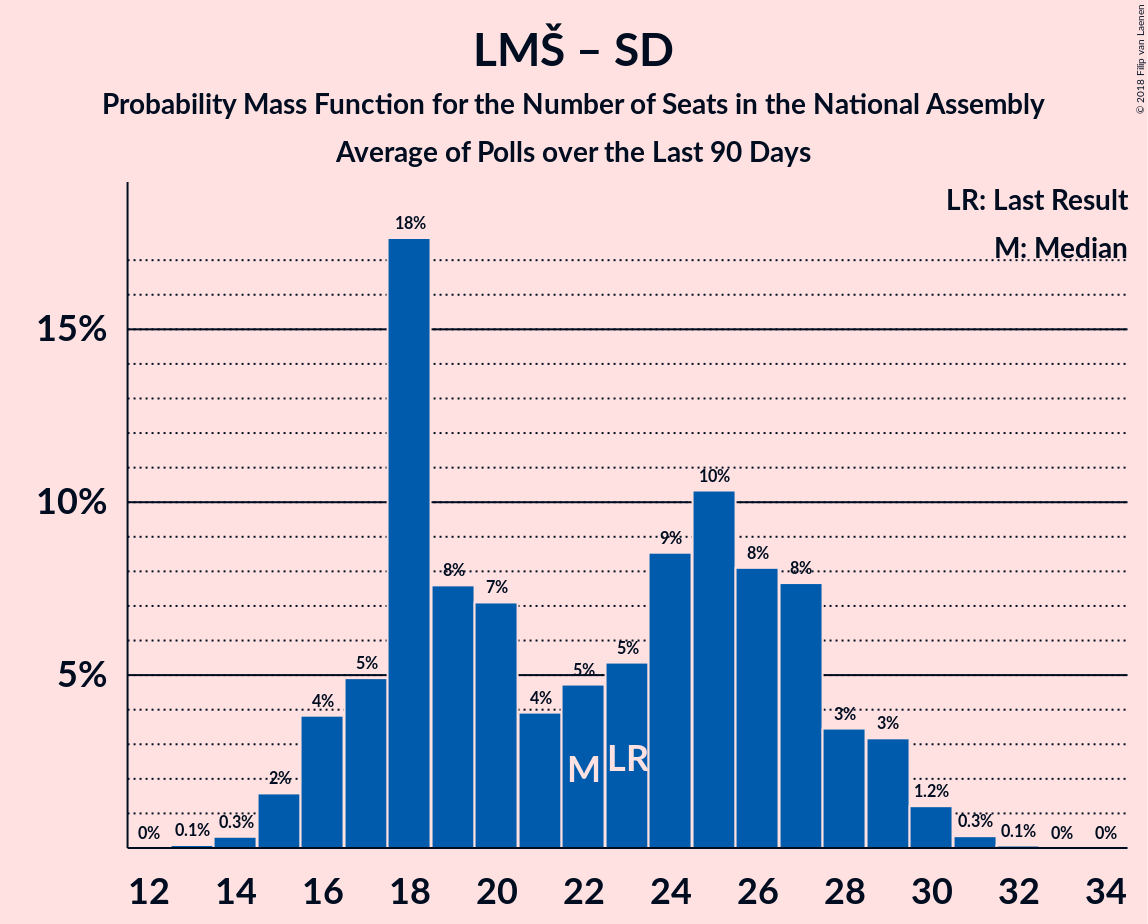 LMŠ – SD
Probability Mass Function for the Number of Seats in the National Assembly
Average of Polls over the Last 90 Days
© 2018 Filip van Laenen
LR: Last Result
M: Median
15%
10%
5%
0%
0.1%
0.3%
2%
4%
5%
18%
8%
7%
4%
5%
5%
9%
10%
8%
8%
3%
3%
1.2%
0.3%
0.1%
0%
0%
M
LR
12 14 16 18 20 22 24 26 28 30 32 34